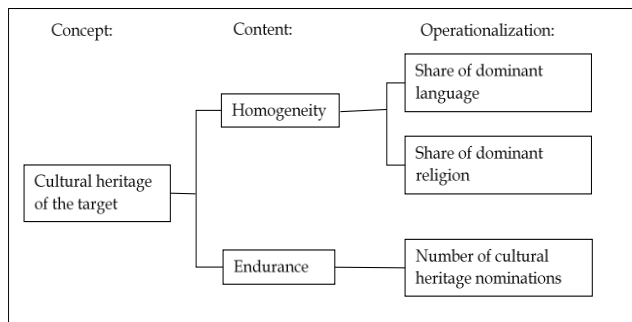 Concept:
Content:
Operationalization:
Share of dominant
language
Homogeneity
Share of dominant
religion
Cultural heritage
of the target
Endurance
Number of cultural
heritage nominations